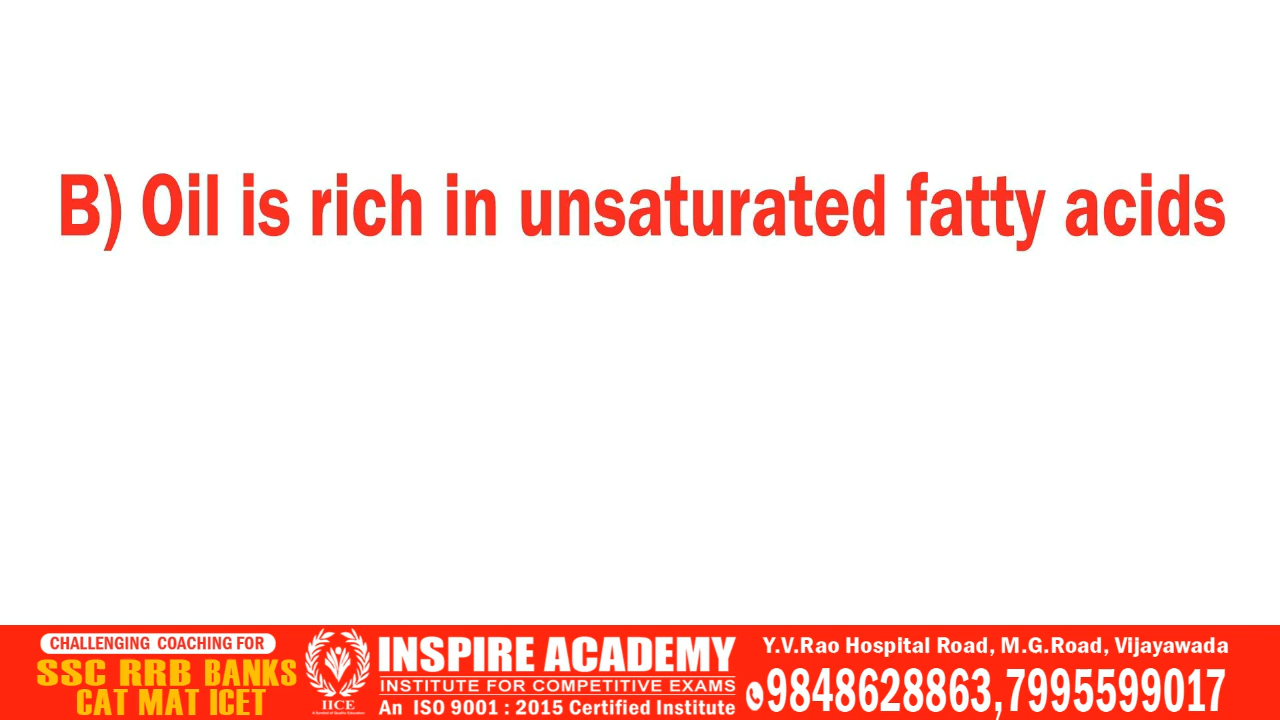 B) Oil is rich in unsaturated fatty acids
CHALLENGING COACHING FOR
SSC RRB BANKS
CAT MAT ICET
IICE
INSPIRE ACADEMY
INSTITUTE FOR COMPETITIVE EXAMS
An ISO 9001 : 2015 Certified Institute
Y.V.Rao Hospital Road, M.G.Road, Vijayawada
9848628863,7995599017